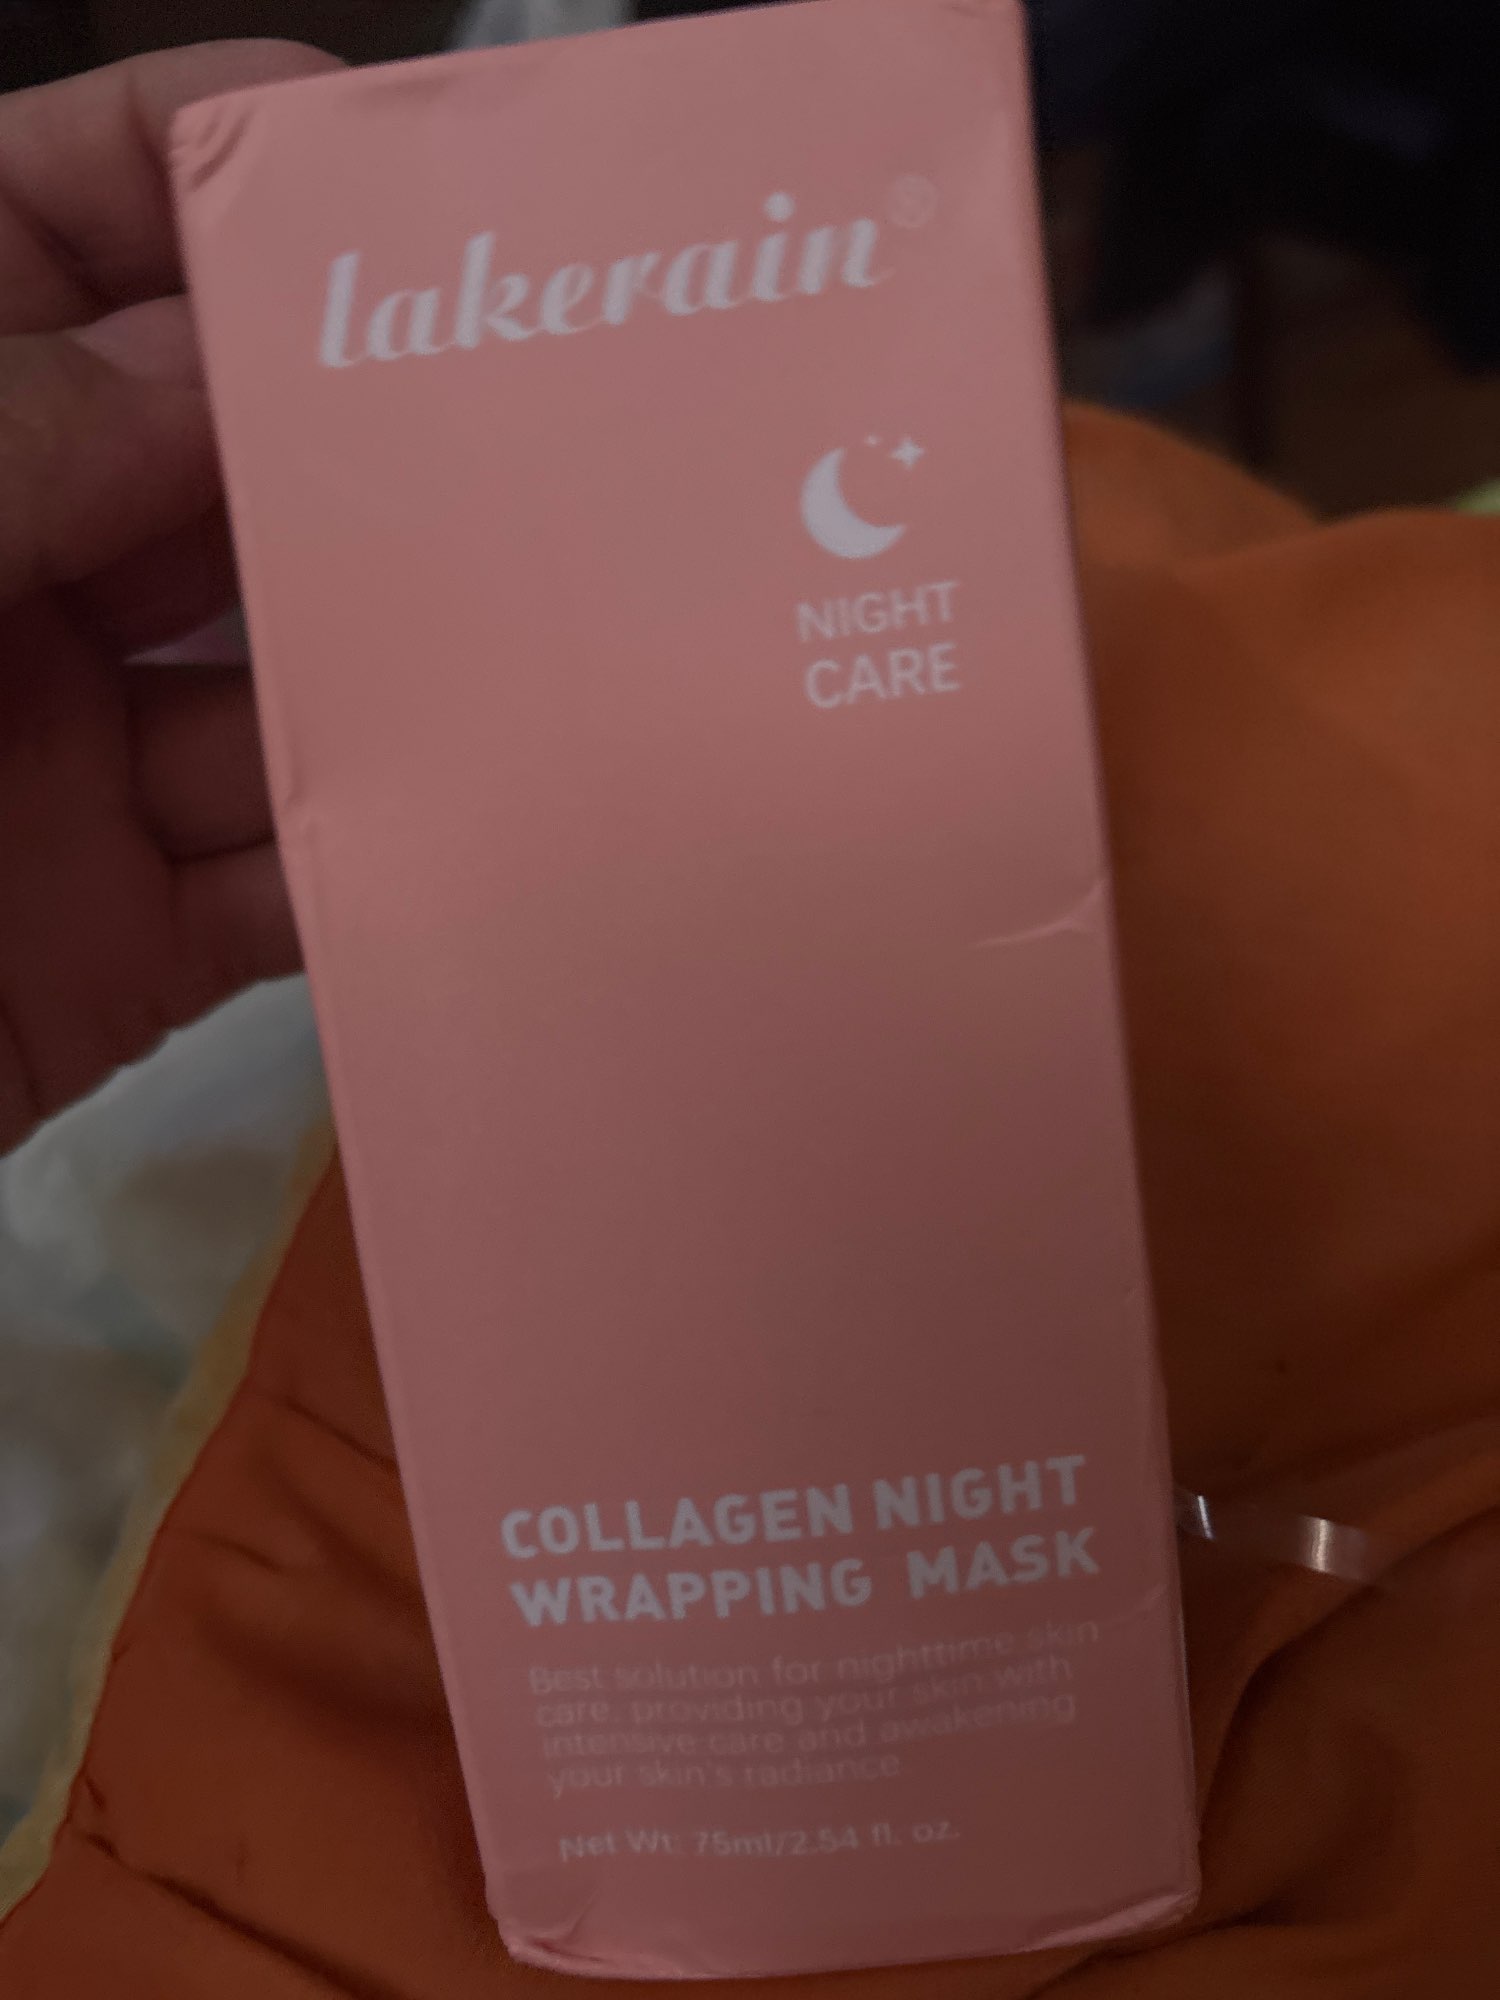 lakerain®
NIGHT
CARE
COLLAGEN NIGHT
WRAPPING MASK
Best solution for nighttime skin
care, providing your skin with
intensive care and awakening
your skin's radiance
Net Wt: 75ml/2.54 fl. oz.